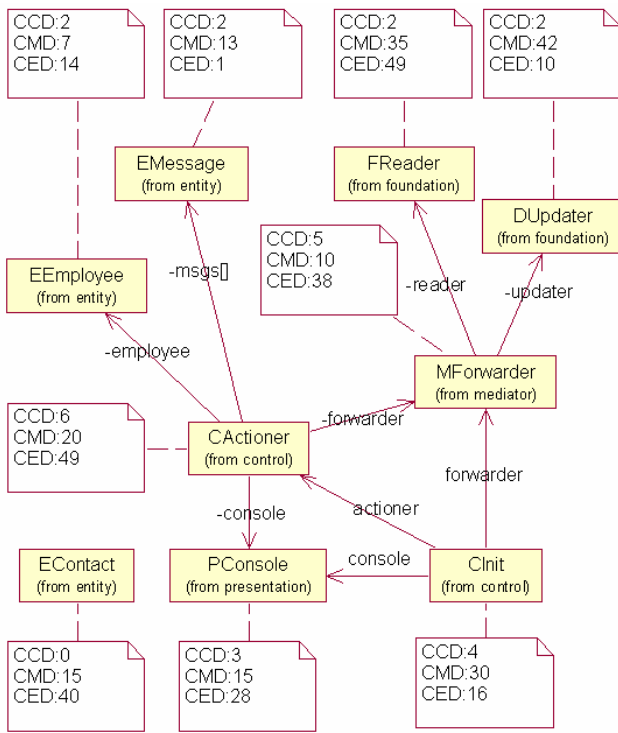 CCD:2
CMD:7
CED:14
CCD:2
CMD:13
CED:1
CCD:2
CMD:35
CED:49
CCD:2
CMD:42
CED:10
EMessage
(from entity)
FReader
(from foundation)
DUpdater
(from foundation)
CCD:5
CMD:10
CED:38
EEmployee
(from entity)
-msgs[]
-reader
-updater
-employee
MForwarder
(from mediator)
CCD:6
CMD:20
CED:49
CActioner
(from control)
-forwarder
forwarder
-console
actioner
EContact
(from entity)
PConsole
(from presentation)
console
CInit
(from control)
CCD:0
CMD:15
CED:40
CCD:3
CMD:15
CED:28
CCD:4
CMD:30
CED:16